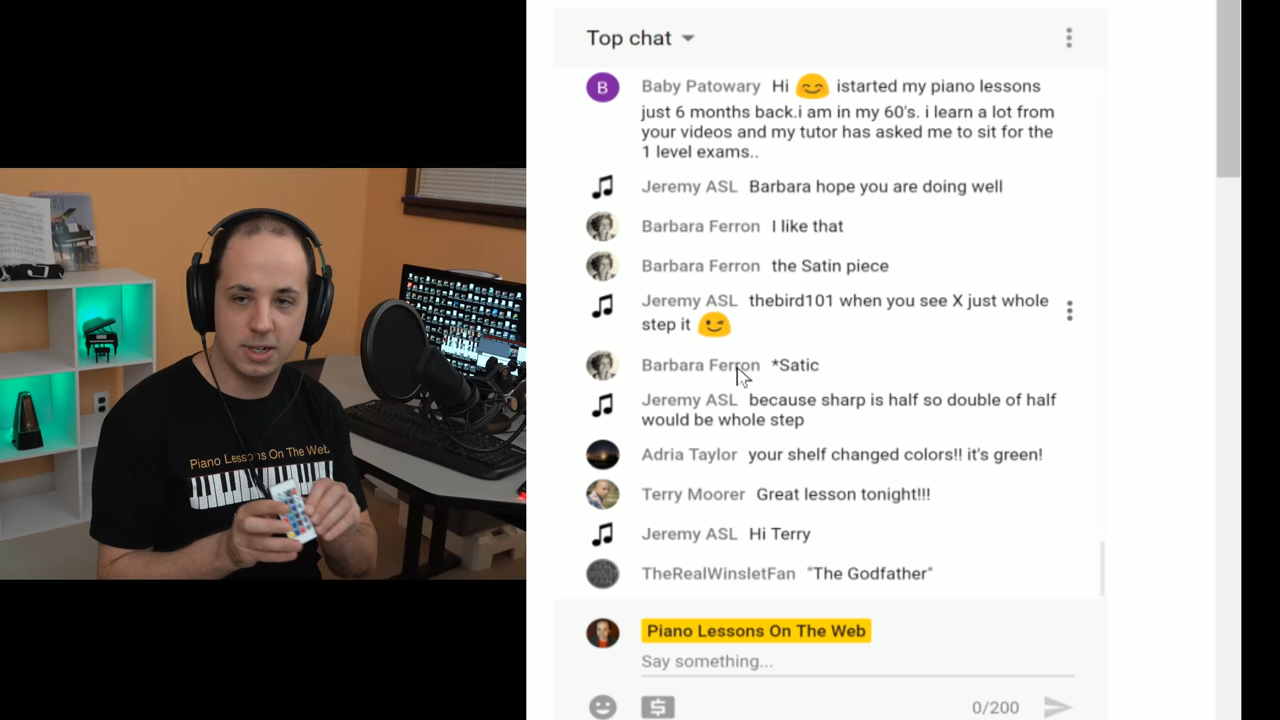 Top chat
B
Baby Patowary Hi 😊 istarted my piano lessons
just 6 months back.i am in my 60's. i learn a lot from
your videos and my tutor has asked me to sit for the
1 level exams..
Jeremy ASL Barbara hope you are doing well
Barbara Ferron I like that
Barbara Ferron the Satin piece
Jeremy ASL thebird101 when you see X just whole
step it 😉
Barbara Ferron *Satic
Jeremy ASL because sharp is half so double of half
would be whole step
Adria Taylor your shelf changed colors!! it's green!
Terry Moorer Great lesson tonight!!!
Jeremy ASL Hi Terry
TheRealWinsletFan "The Godfather"
Piano Lessons On The Web
Say something...
$
0/200
Piano Lessons On The Web